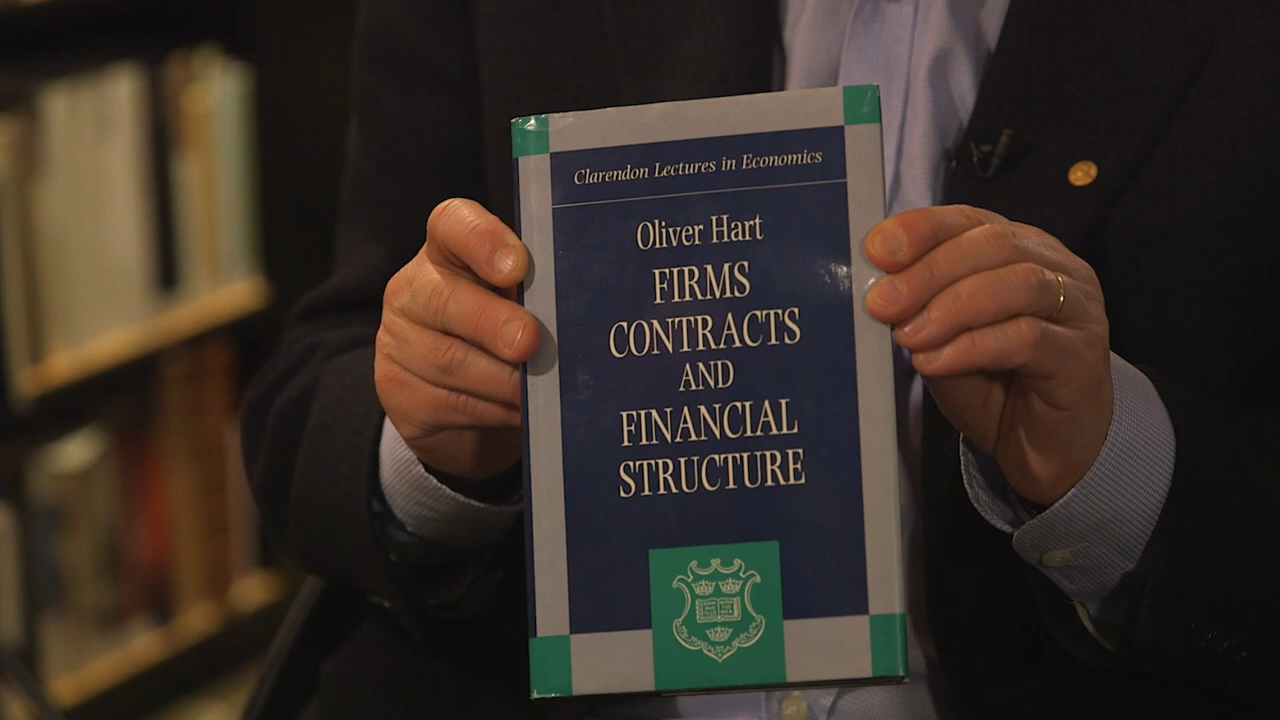 Clarendon Lectures in Economics
Oliver Hart
FIRMS
CONTRACTS
AND
FINANCIAL
STRUCTURE